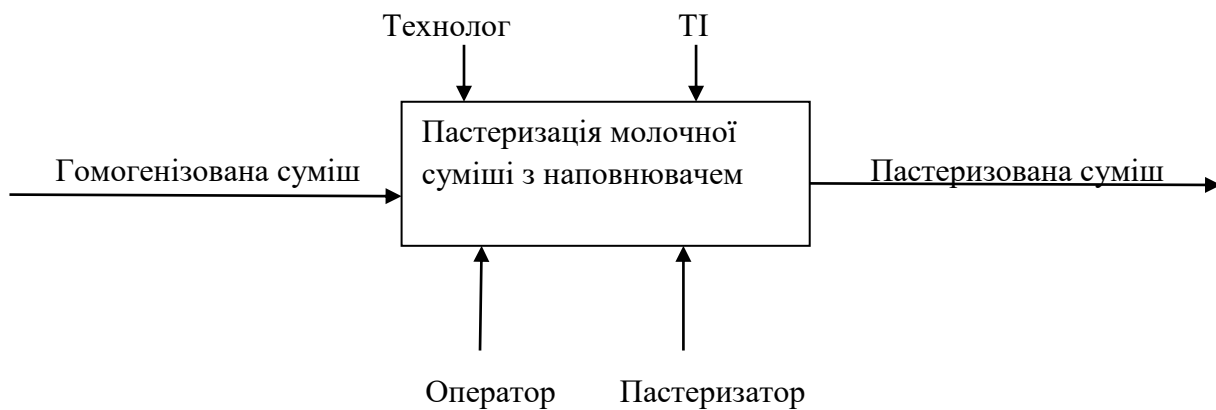 Технолог ТІ
Пастеризація молочної
суміші з наповнювачем
Гомогенізована суміш
Пастеризована суміш
Оператор Пастеризатор